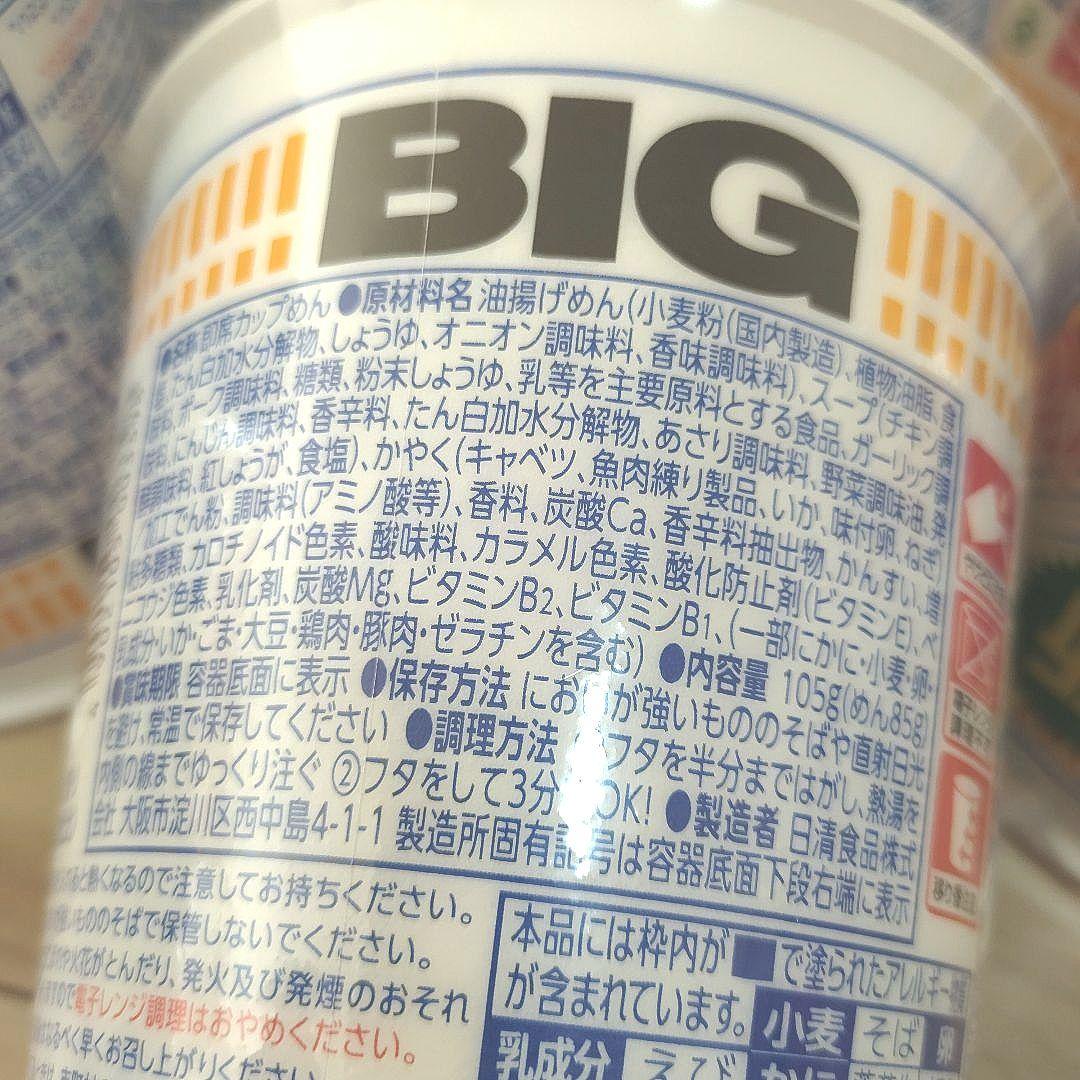 BIG
●名称 即席カップめん ●原材料名 油揚げめん(小麦粉(国内製造)、植物油脂、食
塩、たん白加水分解物、しょうゆ、オニオン調味料、香味調味料)、スープ(チキン調
味料、ポーク調味料、糖類、粉末しょうゆ、乳等を主要原料とする食品、ガーリック調
味料、にんじん調味料、香辛料、たん白加水分解物、あさり調味料、野菜調味油、発
酵調味料、紅しょうが、食塩)、かやく(キャベツ、魚肉練り製品、いか、味付卵、ねぎ)
/加工でん粉、調味料(アミノ酸等)、香料、炭酸Ca、香辛料抽出物、かんすい、増
粘多糖類、カロチノイド色素、酸味料、カラメル色素、酸化防止剤(ビタミンE)、ベ
ニコウジ色素、乳化剤、炭酸Mg、ビタミンB2、ビタミンB1、(一部にかに・小麦・卵・
乳成分・いか・ごま・大豆・鶏肉・豚肉・ゼラチンを含む) ●内容量 105g(めん85g)
●賞味期限 容器底面に表示 ●保存方法 におい が強いもののそばや直射日光
を避け、常温で保存してください ●調理方法 フタを半分まではがし、熱湯を
内側の線までゆっくり注ぐ ②フタをして3分 OK! ●製造者 日清食品株式
会社 大阪市淀川区西中島4-1-1 製造所固有記号は容器底面下段右端に表示
と熱くなるので注意してお持ちください。
強いもののそばで保管しないでください。
や火花がとんだり、発火及び発煙のおそれ
ので電子レンジ調理はおやめください。
なるべく早くお召し上がりください。
本品には枠内が■で塗られたアレルギー
が含まれています。
小麦 そば 卵
乳成分 えび かに